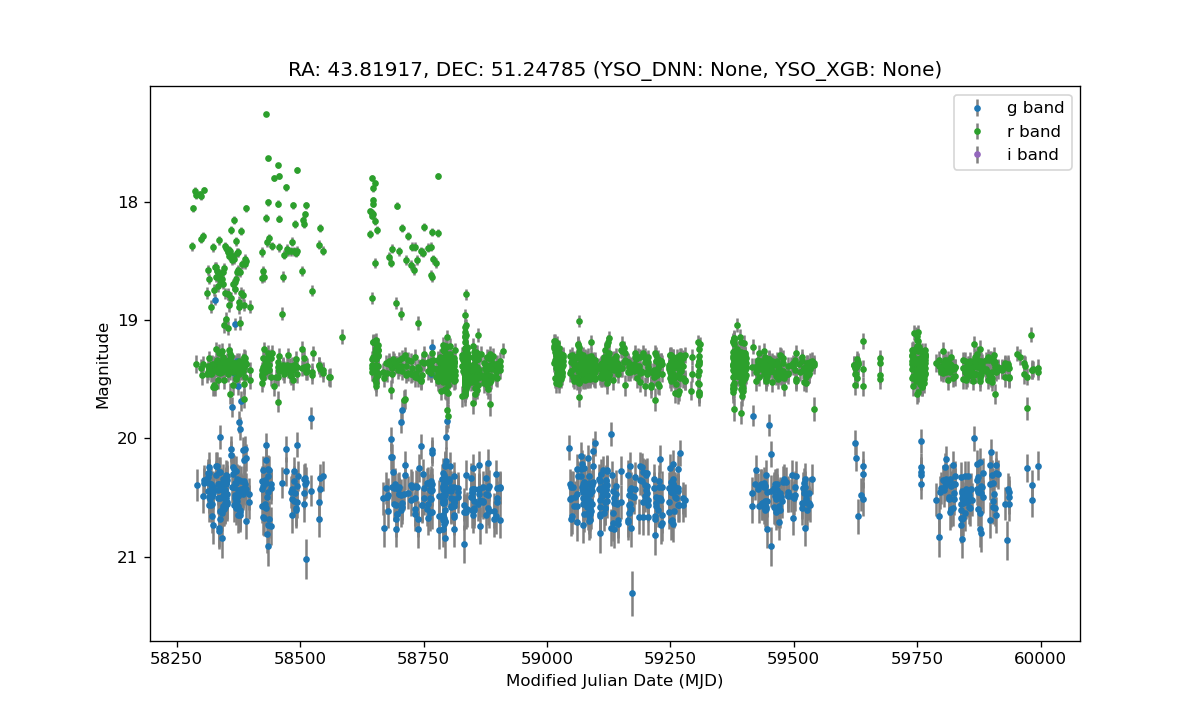 RA: 43.81917, DEC: 51.24785 (YSO_DNN: None, YSO_XGB: None)
g band
r band
i band
18
19
20
21
Magnitude
58250 58500 58750 59000 59250 59500 59750 60000
Modified Julian Date (MJD)